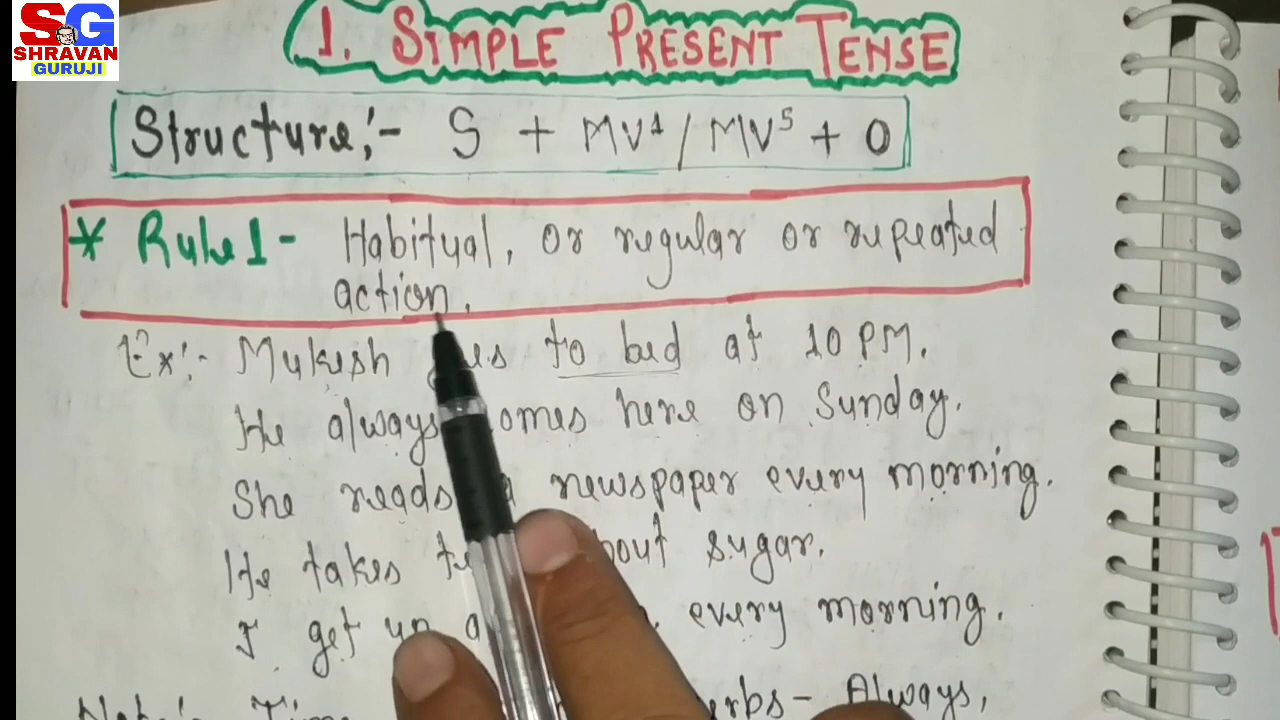 SG
SHRAVAN
GURUJI
1. SIMPLE PRESENT TENSE
Structure:- S + MV¹ / MV⁵ + O
* Rule 1 - Habitual, or regular or repeated
action.
Ex:- Mukesh to bed at 10 PM.
He always comes here on Sunday.
She reads a newspaper every morning.
He takes sugar.
I get up every morning.
Always,